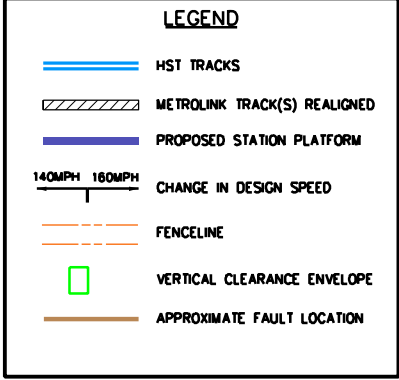 LEGEND
HST TRACKS
METROLINK TRACK(S) REALIGNED
PROPOSED STATION PLATFORM
140MPH 160MPH CHANGE IN DESIGN SPEED
FENCELINE
VERTICAL CLEARANCE ENVELOPE
APPROXIMATE FAULT LOCATION